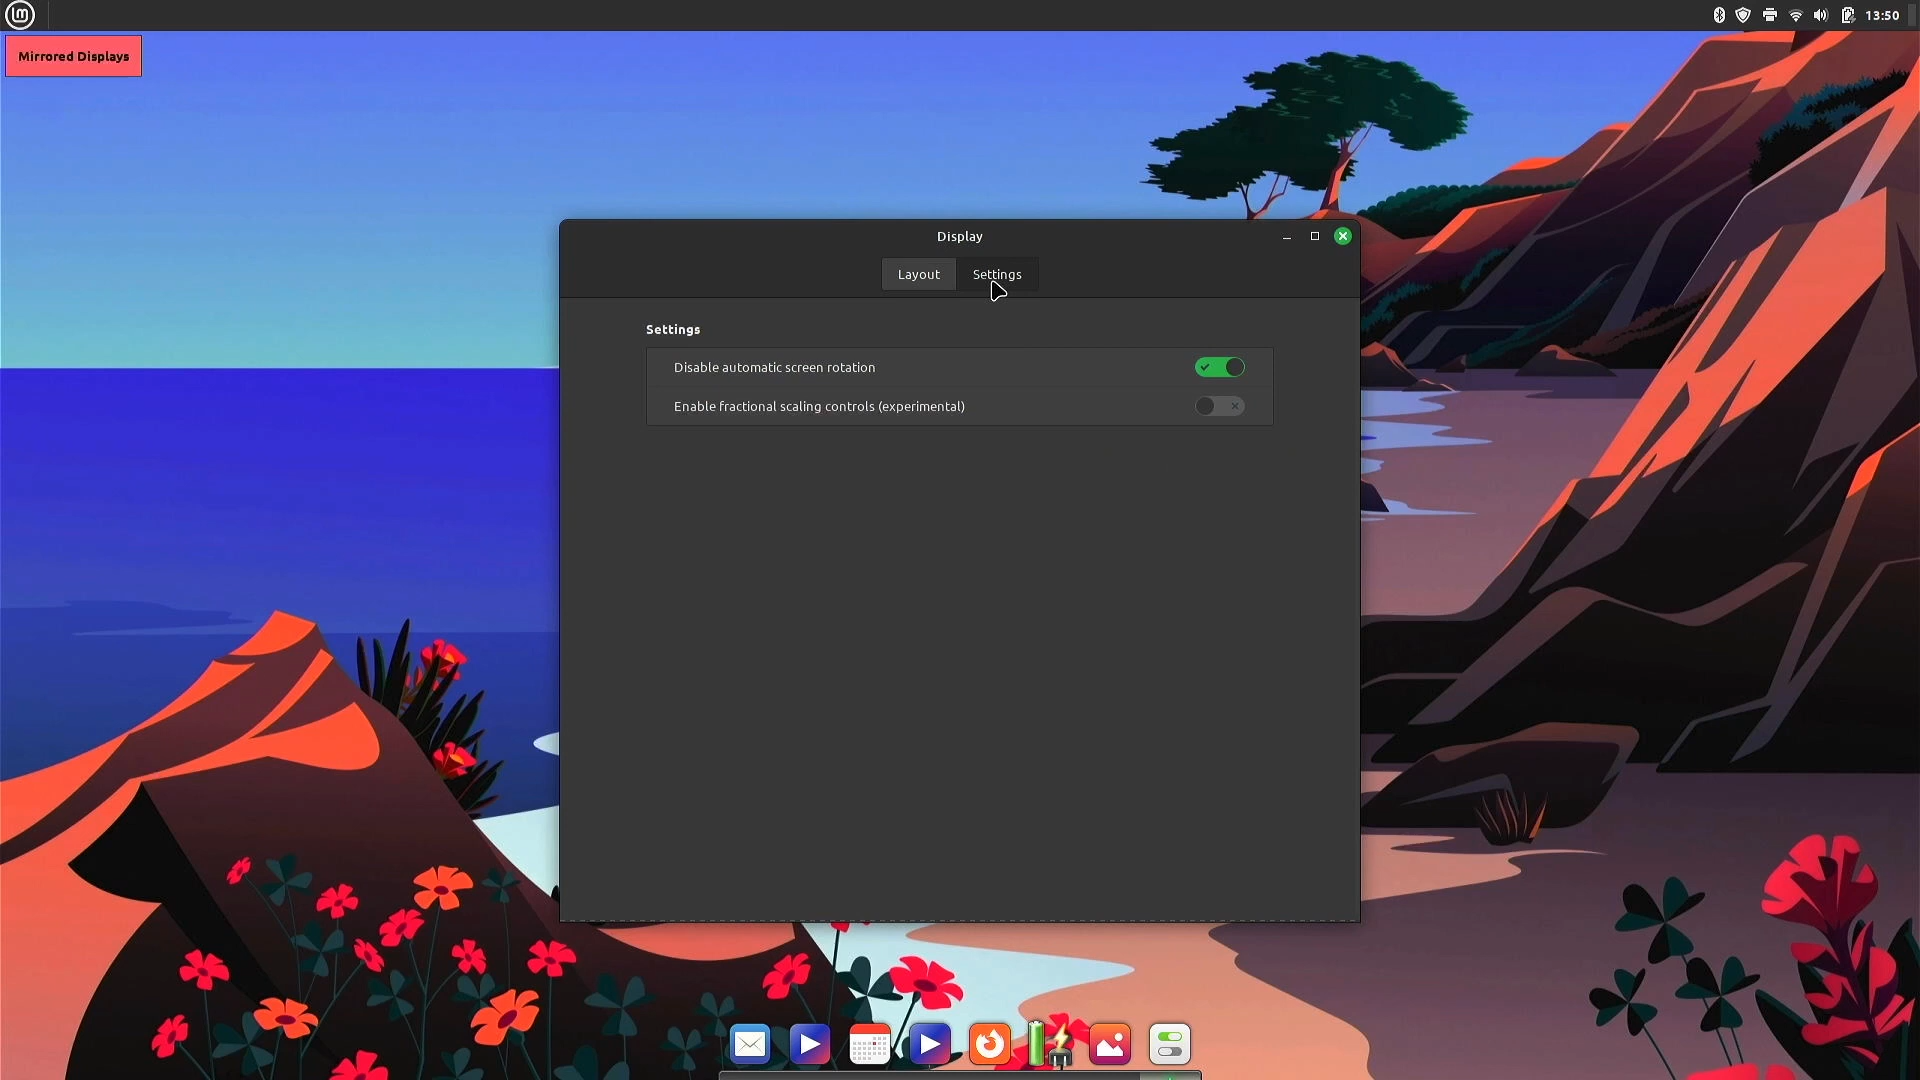 13:50
Mirrored Displays
Display
Layout
Settings
Settings
Disable automatic screen rotation
Enable fractional scaling controls (experimental)